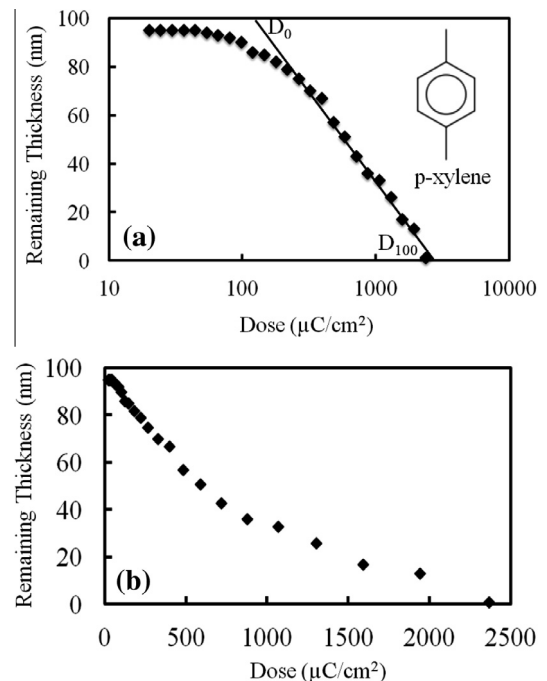 Remaining Thickness (nm)
100
80
60
40
20
0
D₀
D₁₀₀
p-xylene
(a)
10
100
1000
10000
Dose (µC/cm²)
Remaining Thickness (nm)
100
80
60
40
20
0
(b)
0
500
1000
1500
2000
2500
Dose (µC/cm²)